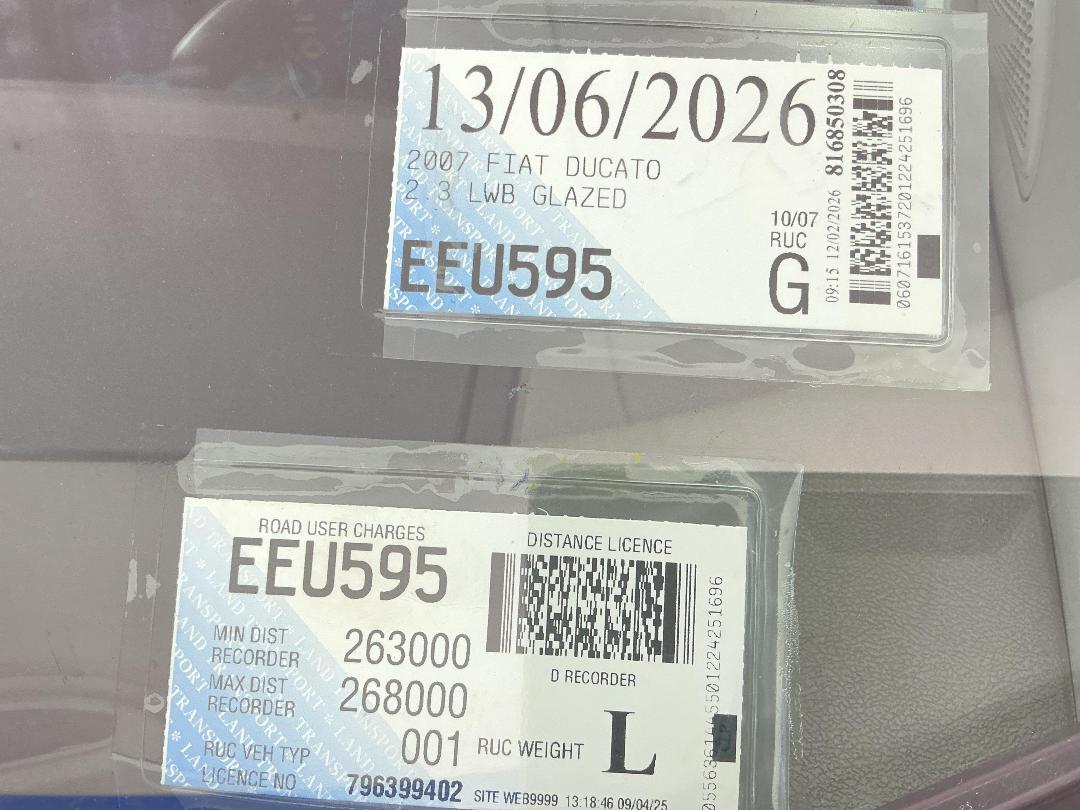 13/06/2026
2007 FIAT DUCATO
2.3 LWB GLAZED
EEU595
10/07
RUC
G
09:15 12/02/2026 816850308
0607161537201224251696
ROAD USER CHARGES
EEU595
DISTANCE LICENCE
MIN DIST RECORDER 263000
MAX DIST RECORDER 268000
D RECORDER
RUC VEH TYP 001 RUC WEIGHT L
LICENCE NO 796399402 SITE WEB9999 13:18:46 09/04/25